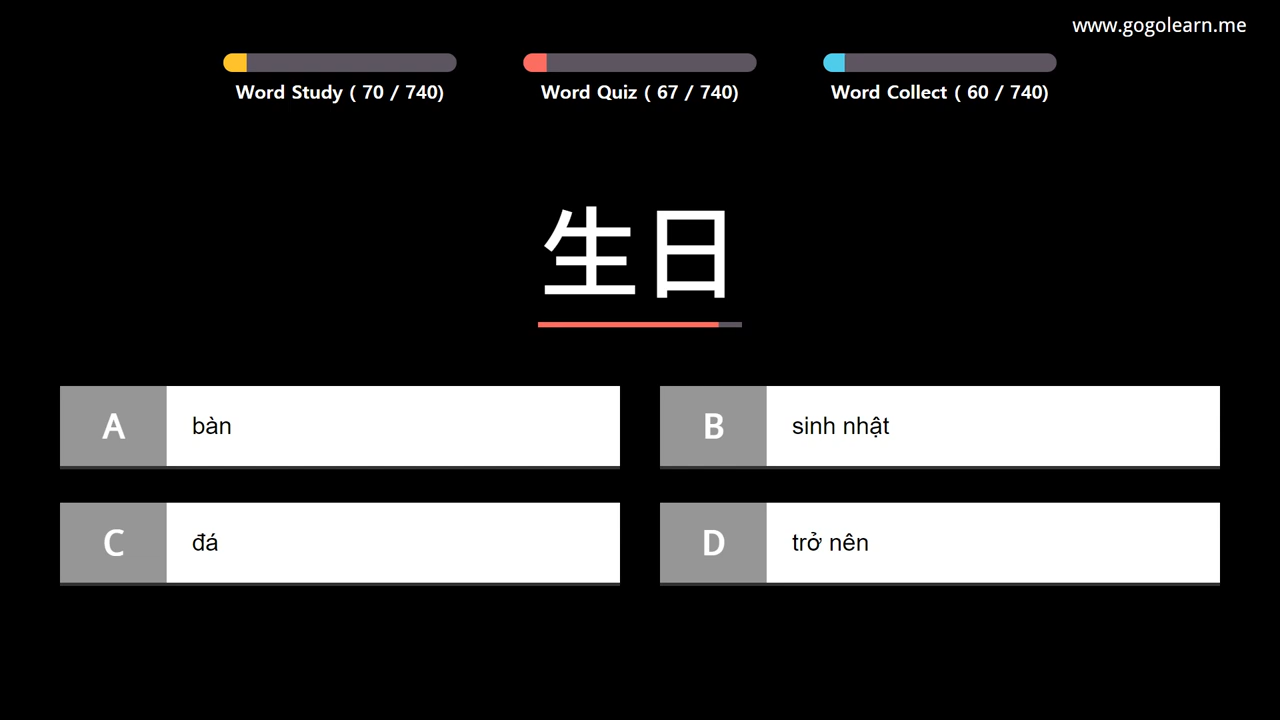 www.gogolearn.me
Word Study ( 70 / 740)
Word Quiz ( 67 / 740)
Word Collect ( 60 / 740)
生日
A
bàn
B
sinh nhật
C
đá
D
trở nên